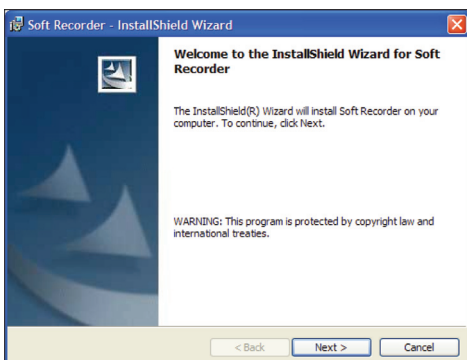 Soft Recorder - InstallShield Wizard
Welcome to the InstallShield Wizard for Soft
Recorder
The InstallShield(R) Wizard will install Soft Recorder on your
computer. To continue, click Next.
WARNING: This program is protected by copyright law and
international treaties.
< Back
Next >
Cancel